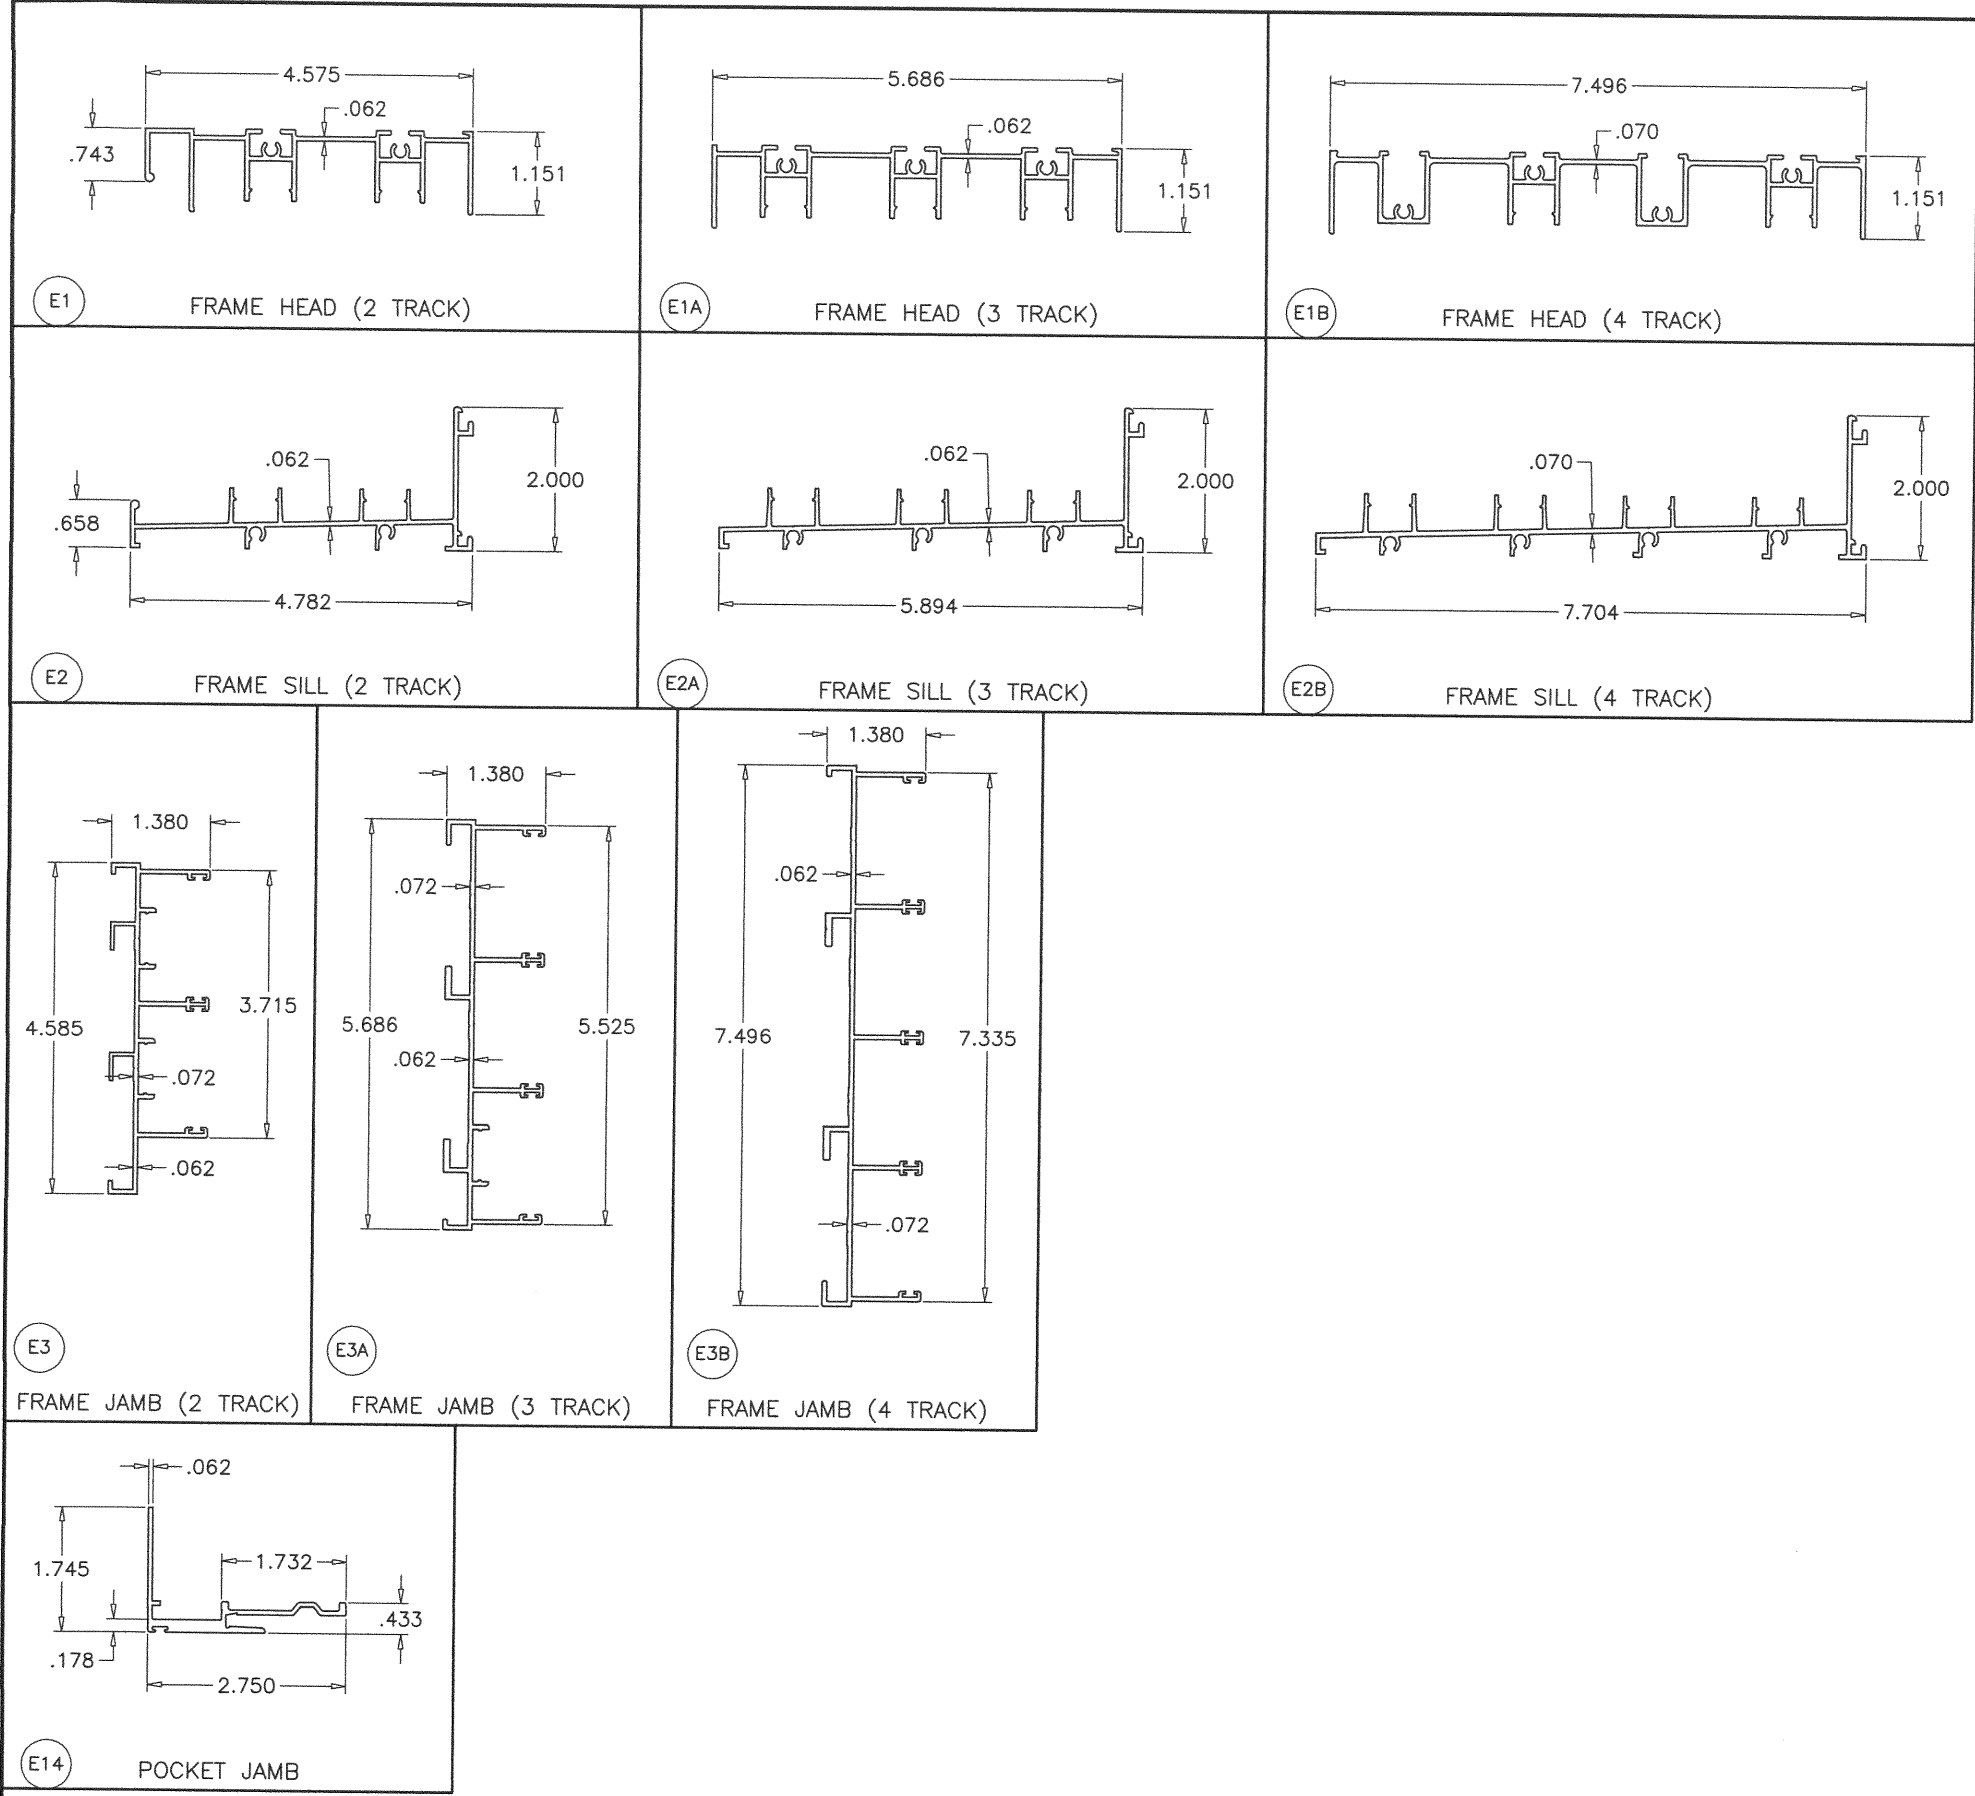 4.575
.062
.743
1.151
E1
FRAME HEAD (2 TRACK)
5.686
.062
1.151
E1A
FRAME HEAD (3 TRACK)
7.496
.070
1.151
E1B
FRAME HEAD (4 TRACK)
.062
2.000
.658
4.782
E2
FRAME SILL (2 TRACK)
.062
2.000
5.894
E2A
FRAME SILL (3 TRACK)
.070
2.000
7.704
E2B
FRAME SILL (4 TRACK)
1.380
3.715
4.585
.072
.062
E3
FRAME JAMB (2 TRACK)
1.380
.072
5.686
5.525
.062
E3A
FRAME JAMB (3 TRACK)
1.380
.062
7.496
7.335
.072
E3B
FRAME JAMB (4 TRACK)
.062
1.745
1.732
.433
.178
2.750
E14
POCKET JAMB